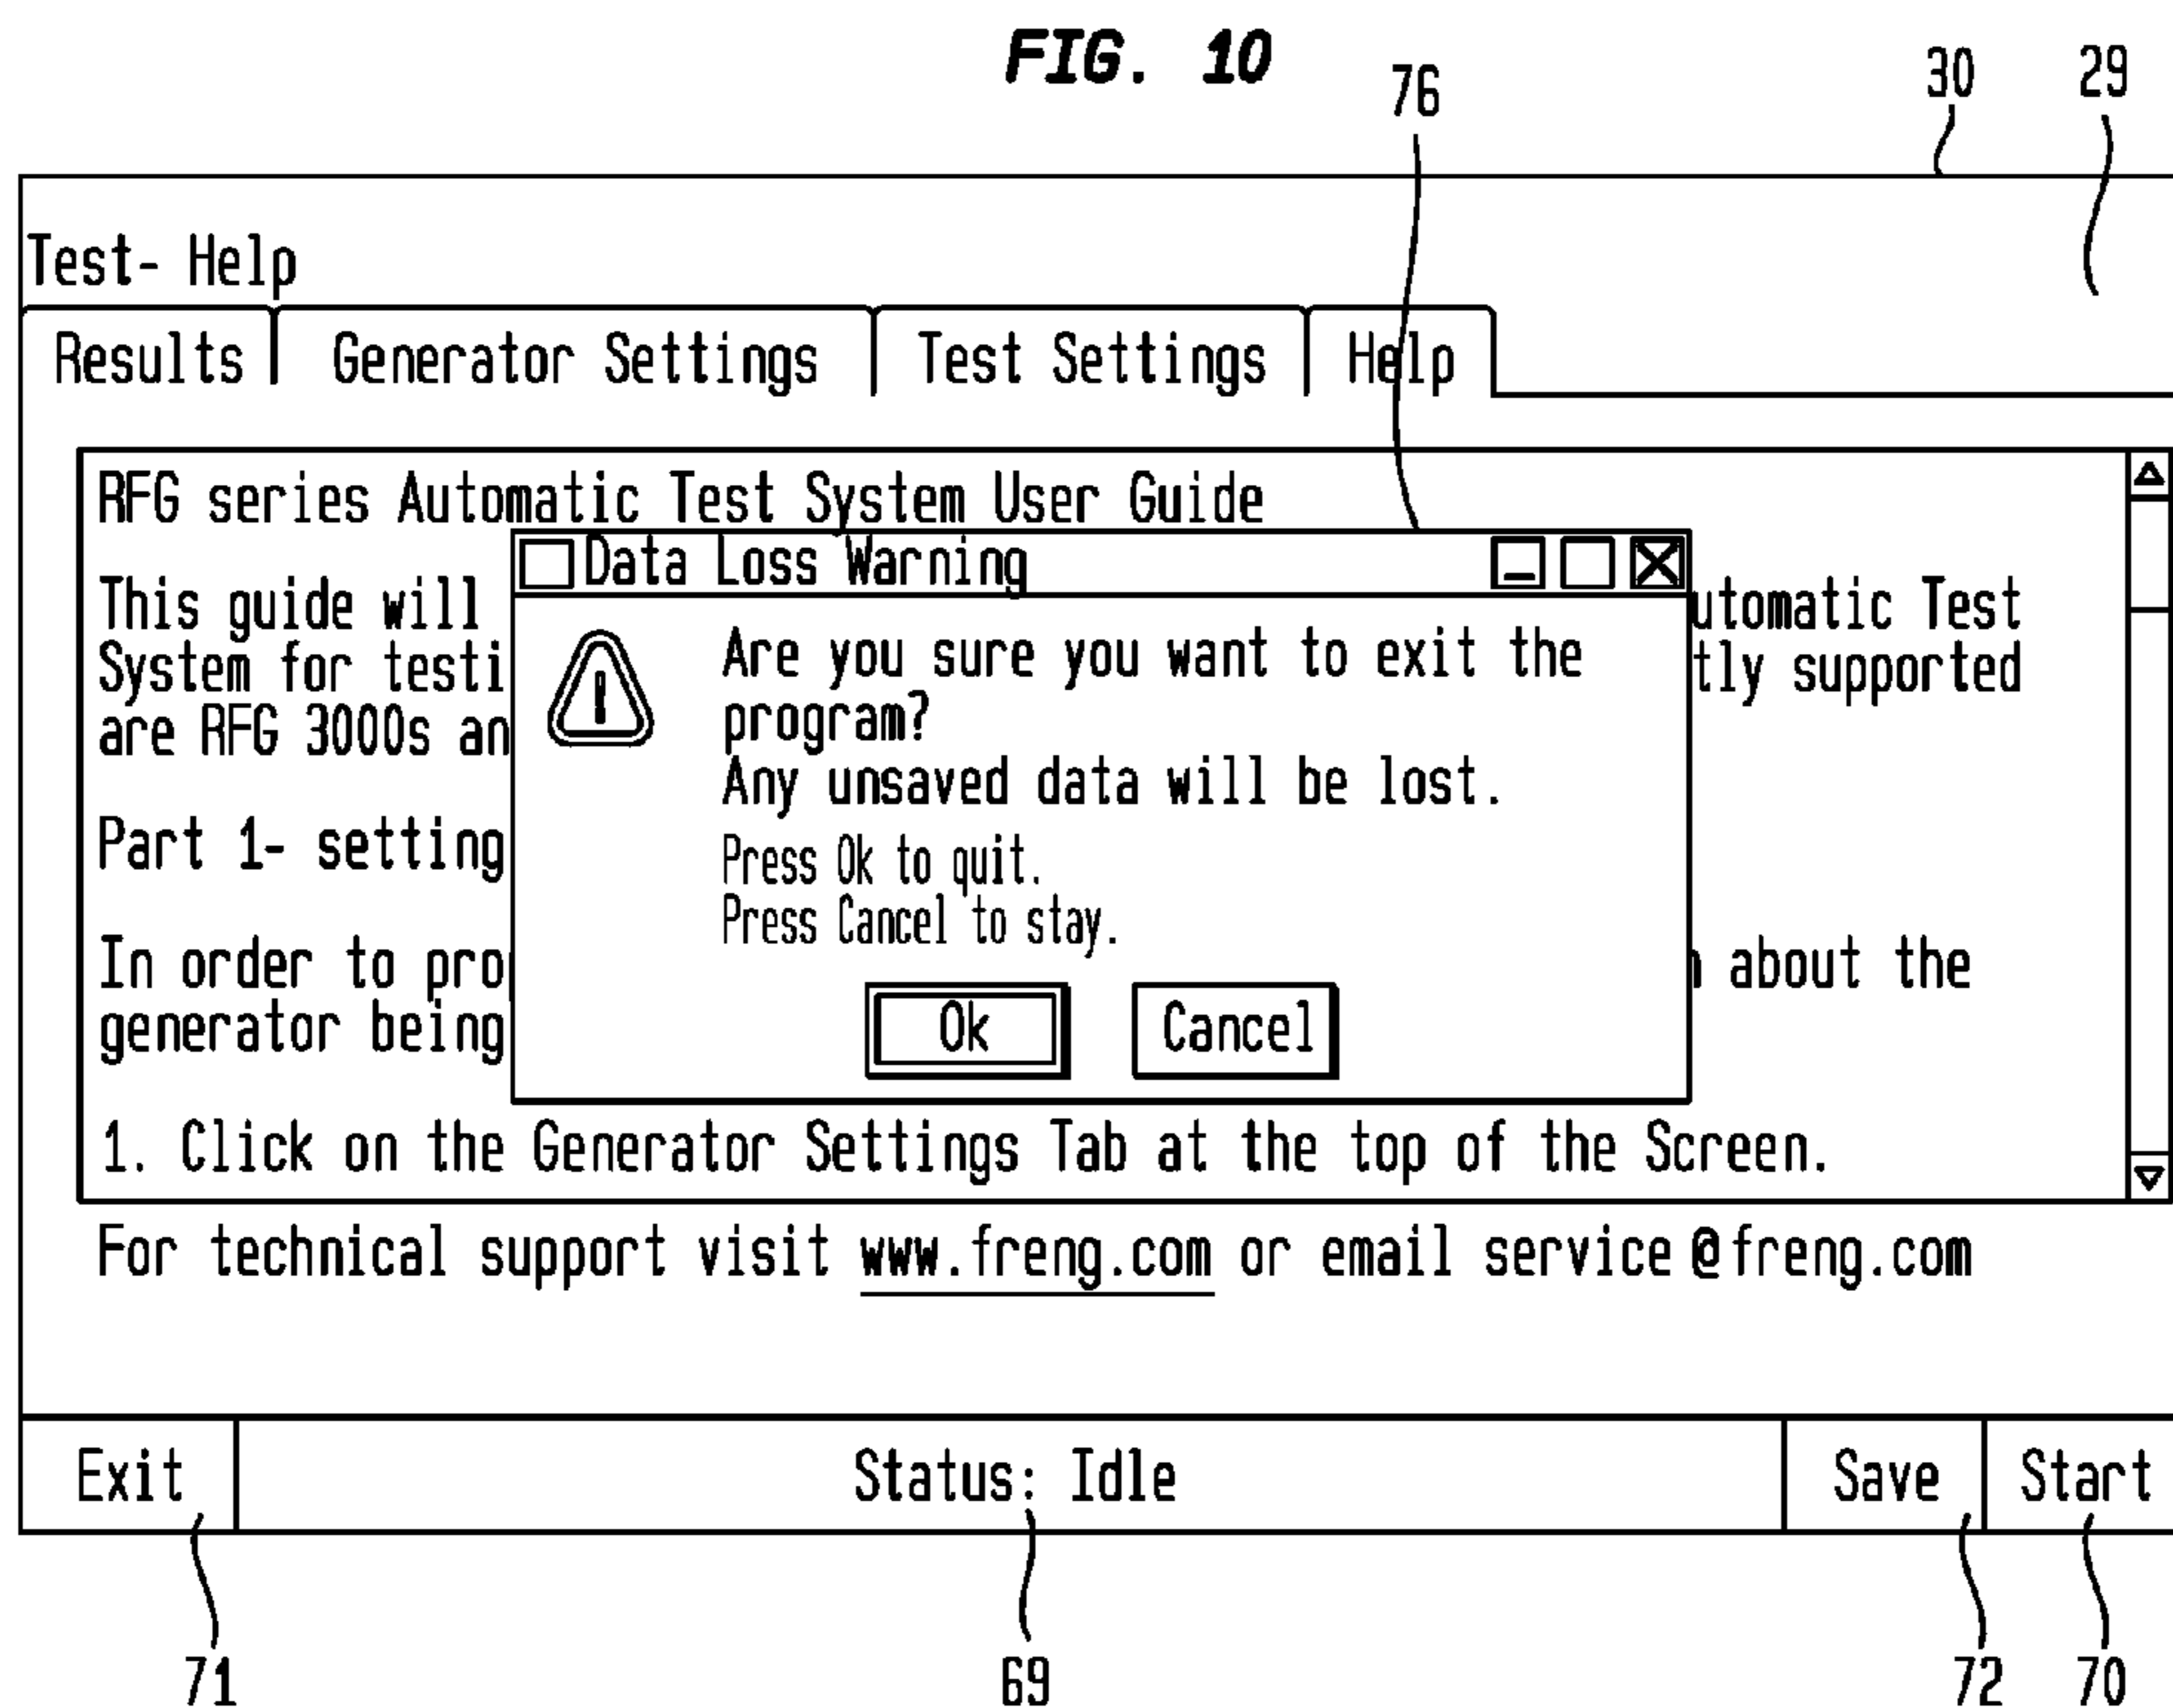 FIG. 10
76
30
29
Test- Help
Results Generator Settings Test Settings Help
RFG series Automatic Test System User Guide
Data Loss Warning
This guide will
utomatic Test
System for testi
tly supported
are RFG 3000s an
Are you sure you want to exit the
program?
Any unsaved data will be lost.
Press Ok to quit.
Press Cancel to stay.
Ok Cancel
Part 1- setting
In order to pro
about the
generator being
1. Click on the Generator Settings Tab at the top of the Screen.
For technical support visit www.freng.com or email service@freng.com
Exit Status: Idle Save Start
71 69 72 70